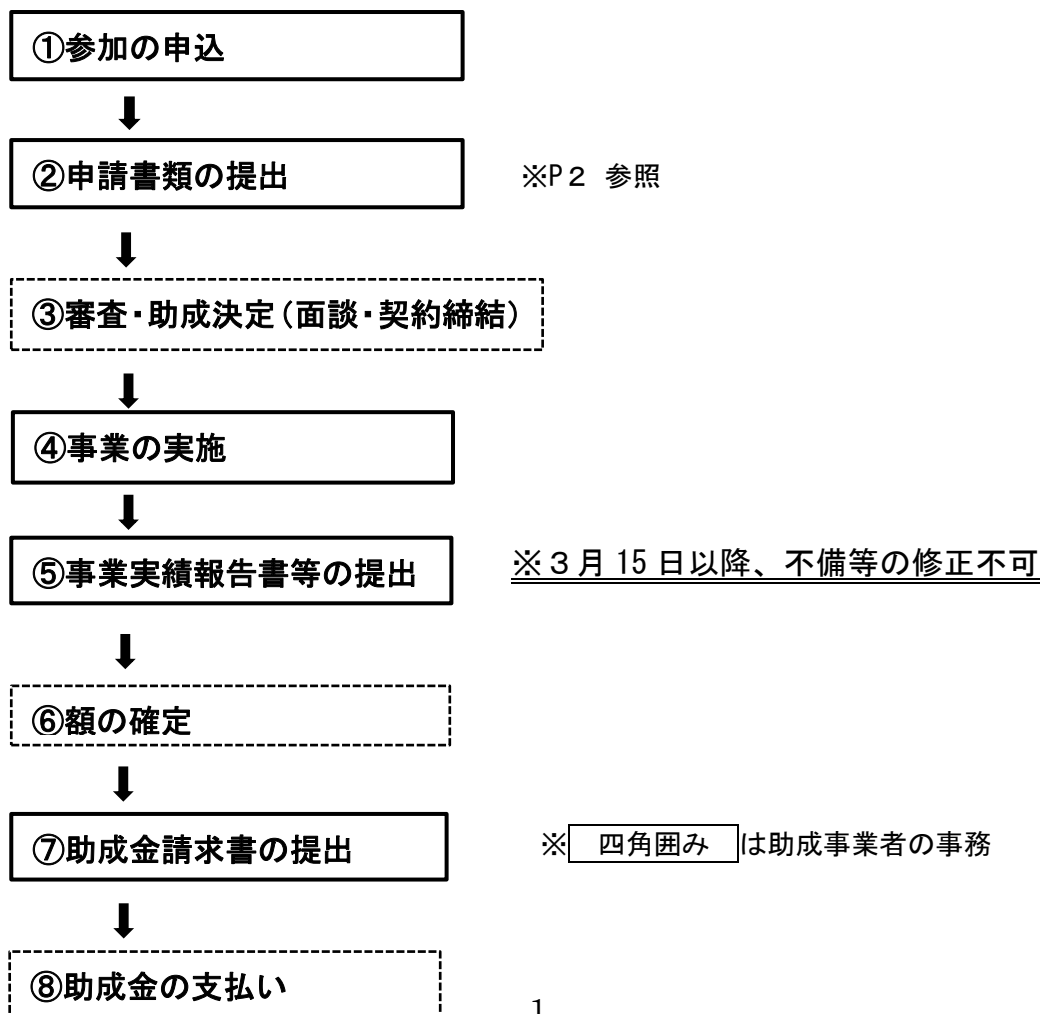 ①参加の申込
②申請書類の提出
※P2 参照
③審査・助成決定(面談・契約締結)
④事業の実施
⑤事業実績報告書等の提出
※3月15日以降、不備等の修正不可
⑥額の確定
⑦助成金請求書の提出
※ 四角囲み は助成事業者の事務
⑧助成金の支払い
1